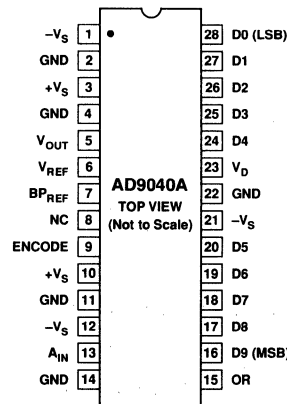 –VS 1 28 D0 (LSB)
GND 2 27 D1
+VS 3 26 D2
GND 4 25 D3
VOUT 5 24 D4
VREF 6 23 VD
BPREF 7 22 GND
AD9040A
TOP VIEW
(Not to Scale)
NC 8 21 –VS
ENCODE 9 20 D5
+VS 10 19 D6
GND 11 18 D7
–VS 12 17 D8
AIN 13 16 D9 (MSB)
GND 14 15 OR